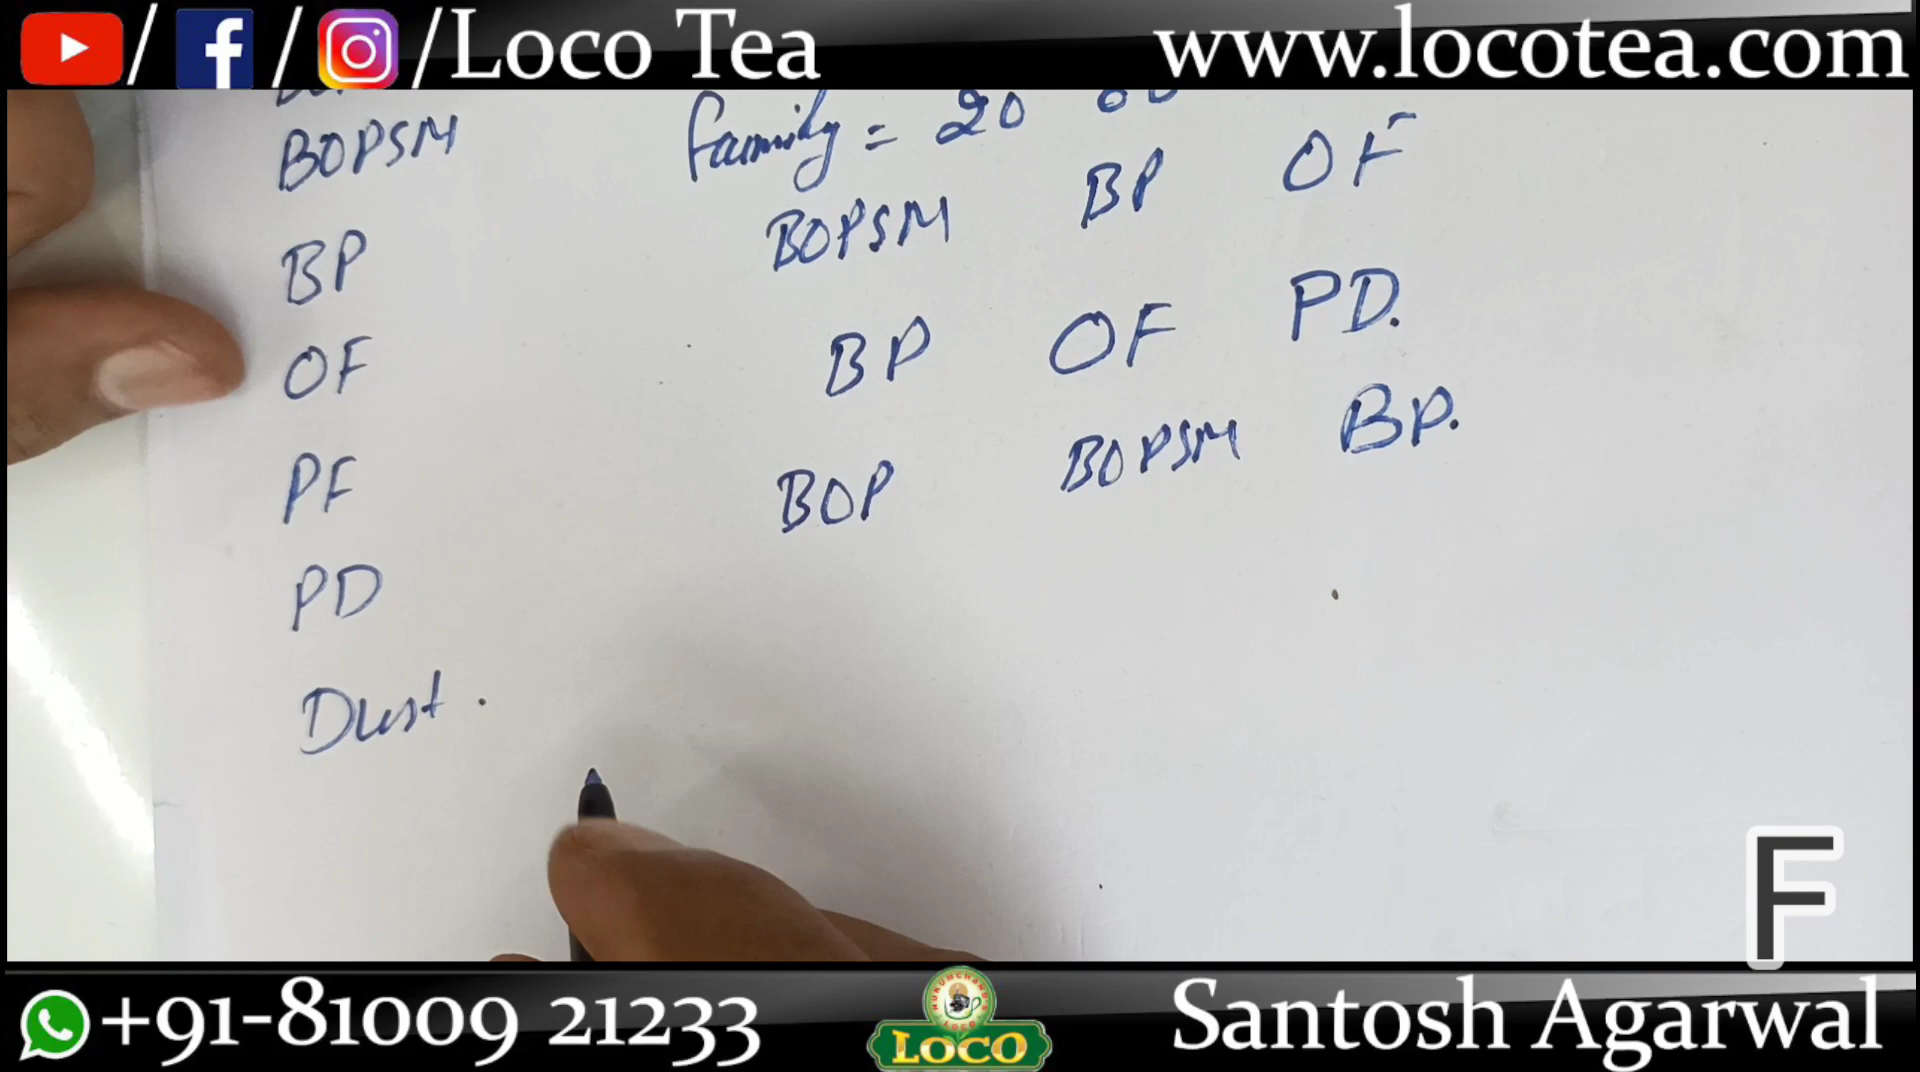 / / /Loco Tea www.locotea.com
BOPSM
BP
OF
PF
PD
Dust.
family = 20
BOPSM BP OF
BP OF PD.
BOP BOPSM BP.
F
+91-81009 21233
LOCO
Santosh Agarwal